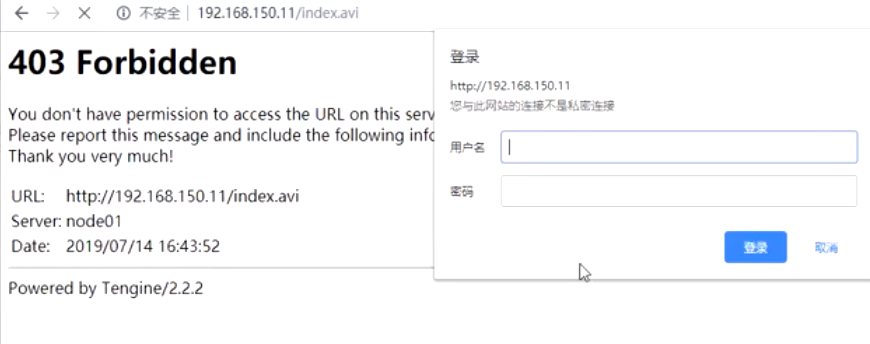 不安全 192.168.150.11/index.avi
403 Forbidden
You don't have permission to access the URL on this serv
Please report this message and include the following info
Thank you very much!
URL: http://192.168.150.11/index.avi
Server: node01
Date: 2019/07/14 16:43:52
Powered by Tengine/2.2.2
登录
http://192.168.150.11
您与此网站的连接不是私密连接
用户名
密码
登录 取消